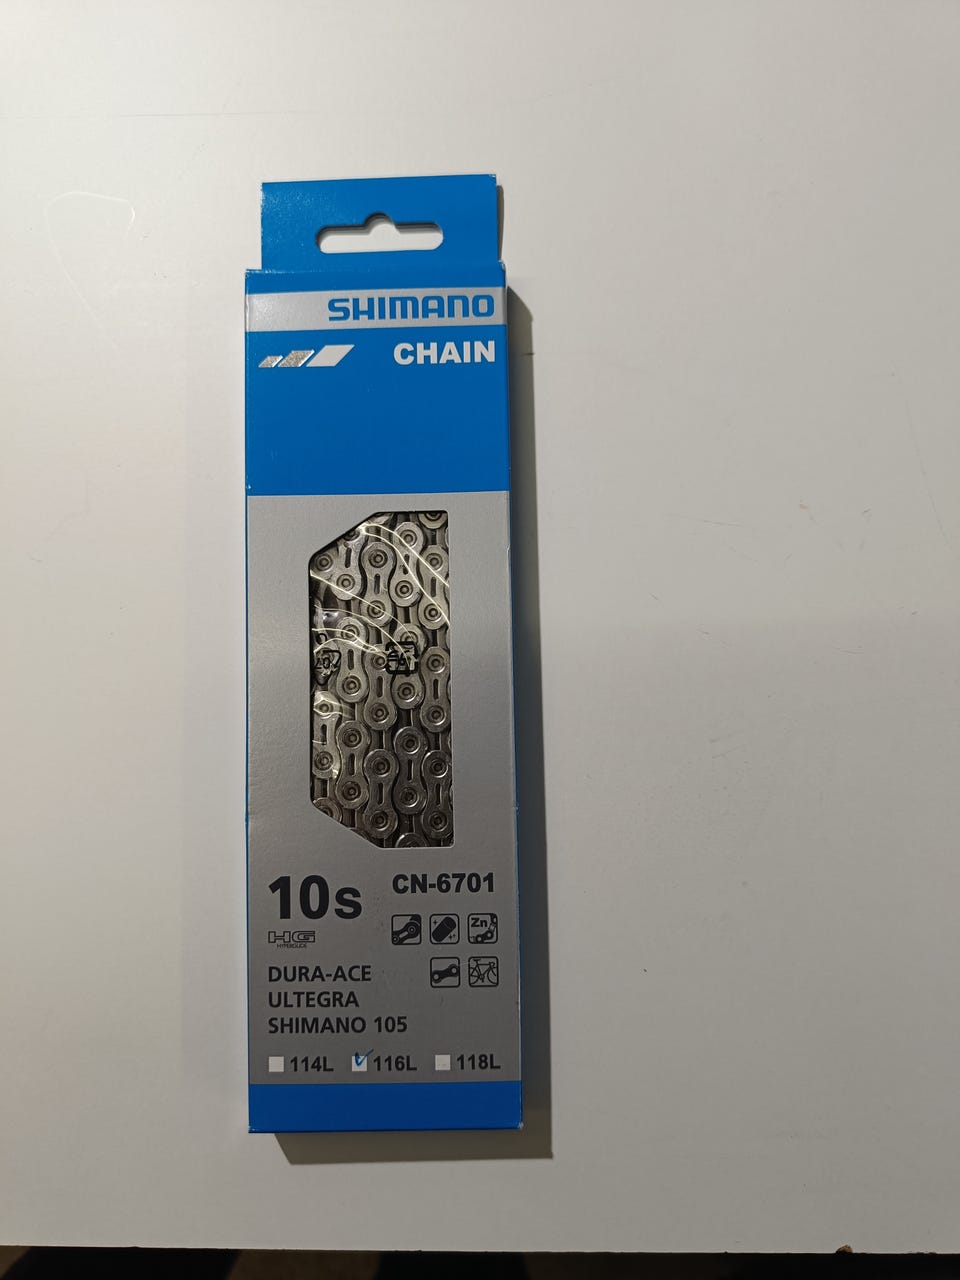 SHIMANO
CHAIN
10s
CN-6701
HG
HYPERGLIDE
Zn
DURA-ACE
ULTEGRA
SHIMANO 105
114L 116L 118L